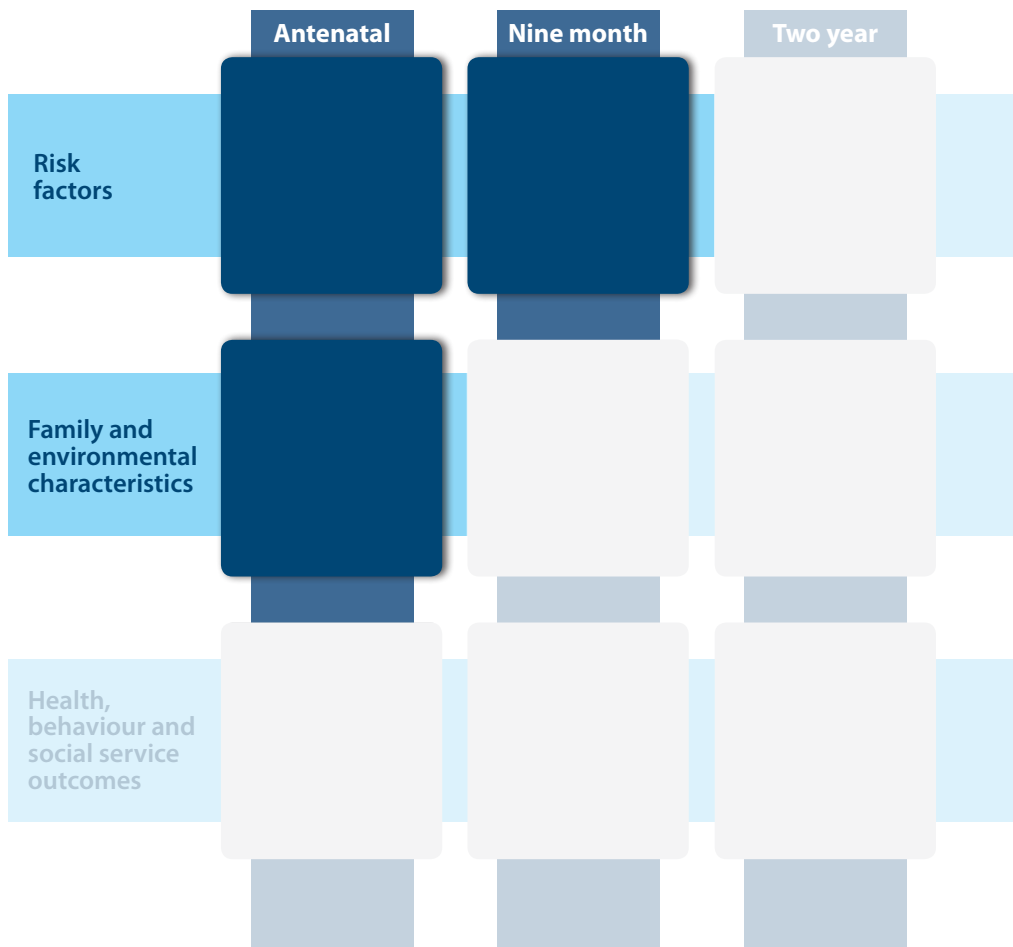 Antenatal
Nine month
Two year
Risk
factors
Family and
environmental
characteristics
Health,
behaviour and
social service
outcomes